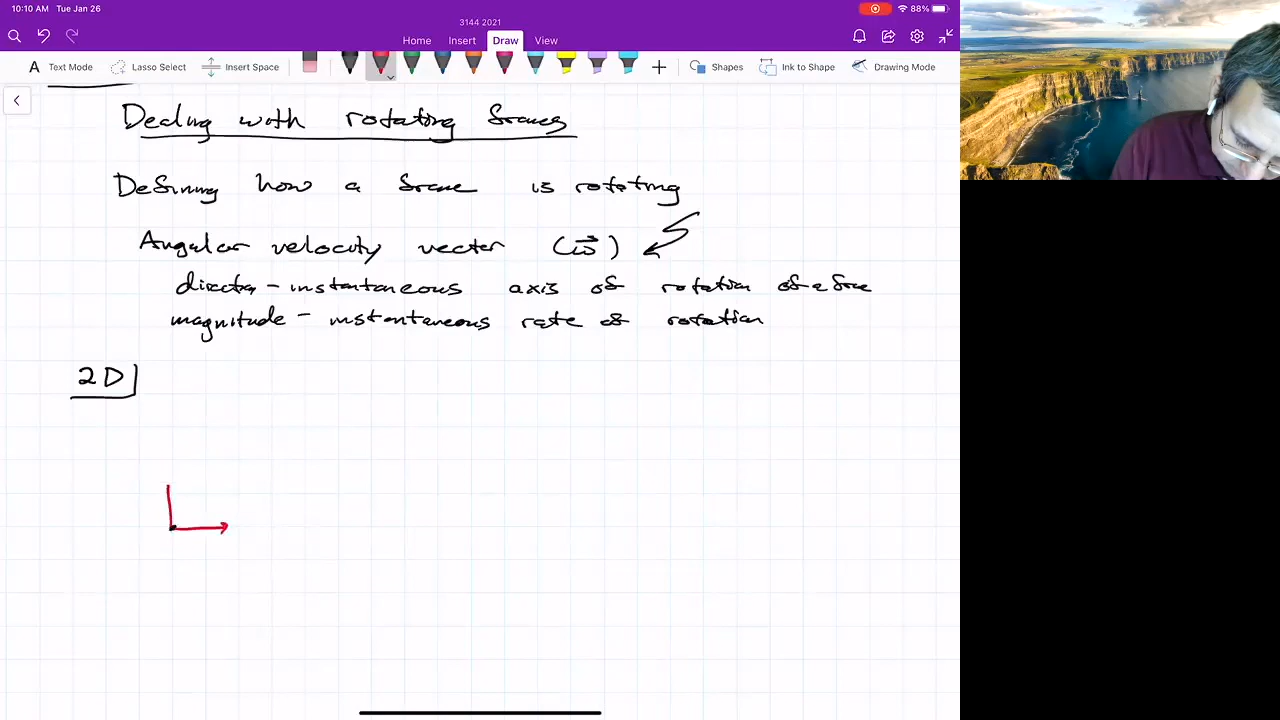 10:10 AM Tue Jan 26
88%
3144 2021
Home Insert Draw View
Text Mode Lasso Select Insert Space Shapes Ink to Shape Drawing Mode
Dealing with rotating frames
Defining how a frame is rotating
Angular velocity vector (ω⃗)
direction - instantaneous axis of rotation of a frame
magnitude - instantaneous rate of rotation
2D